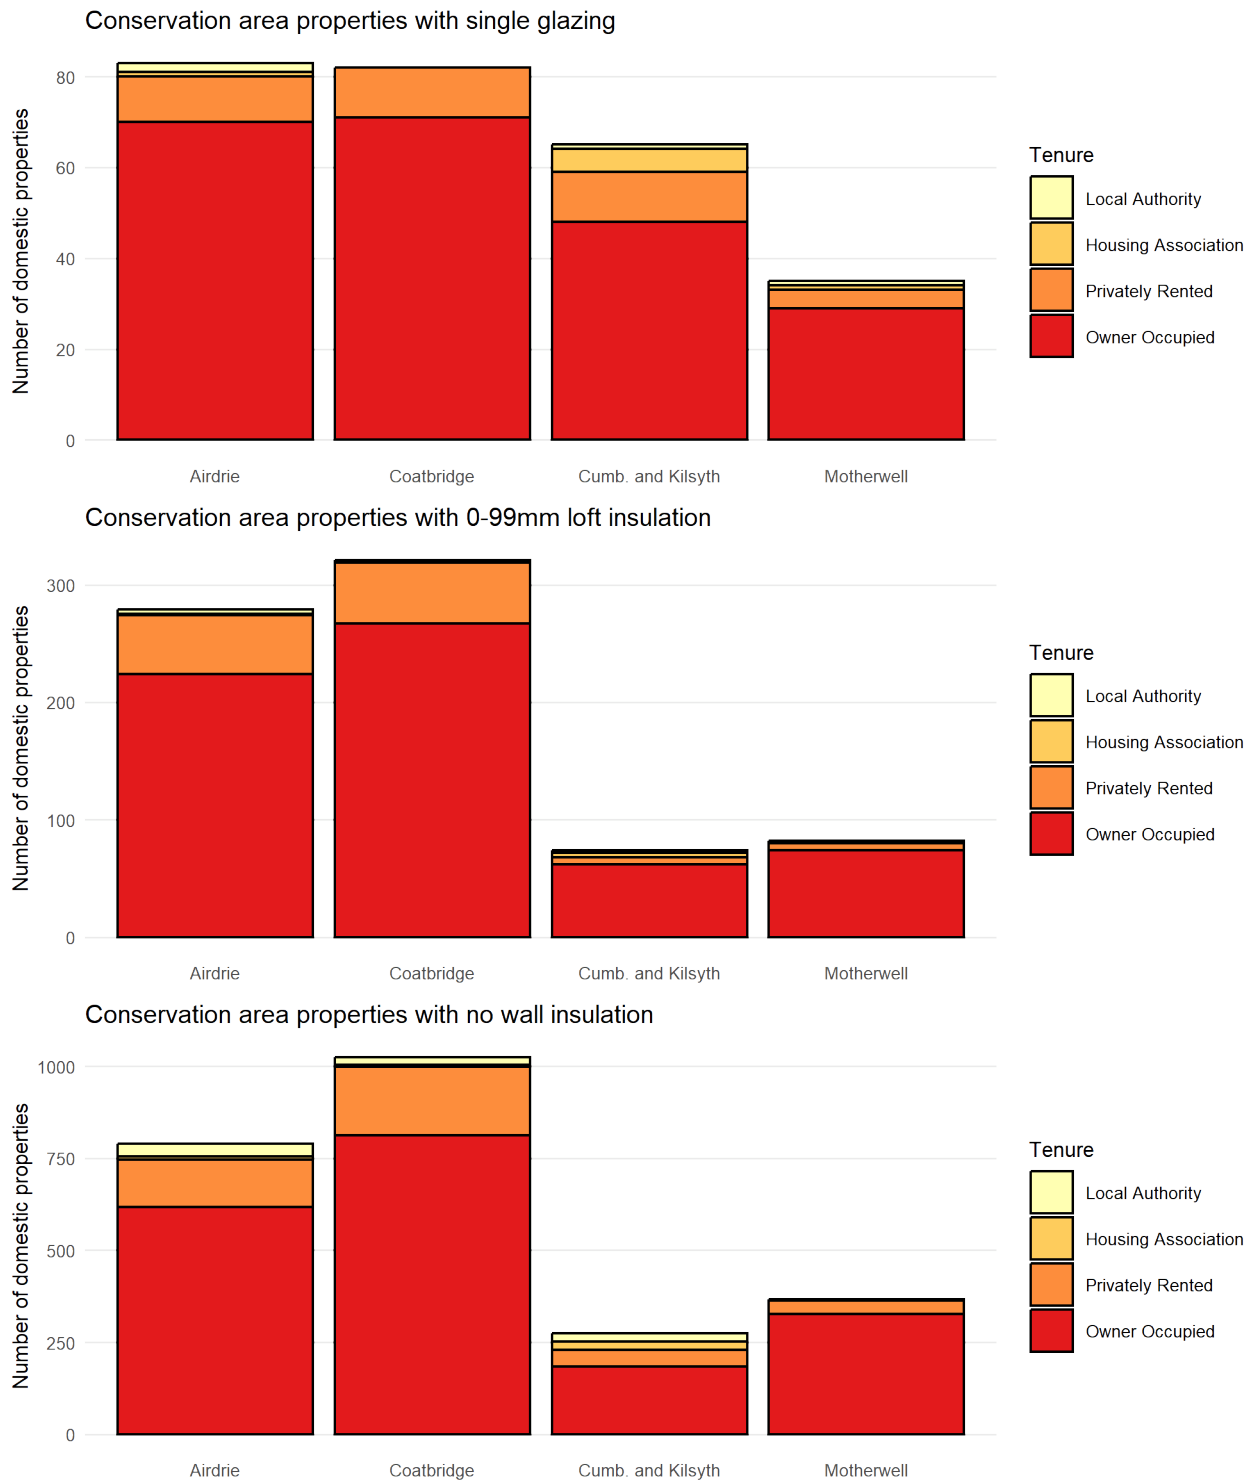 Conservation area properties with single glazing
Number of domestic properties
80
60
40
20
0
Airdrie Coatbridge Cumb. and Kilsyth Motherwell
Tenure
Local Authority
Housing Association
Privately Rented
Owner Occupied
Conservation area properties with 0-99mm loft insulation
Number of domestic properties
300
200
100
0
Airdrie Coatbridge Cumb. and Kilsyth Motherwell
Tenure
Local Authority
Housing Association
Privately Rented
Owner Occupied
Conservation area properties with no wall insulation
Number of domestic properties
1000
750
500
250
0
Airdrie Coatbridge Cumb. and Kilsyth Motherwell
Tenure
Local Authority
Housing Association
Privately Rented
Owner Occupied